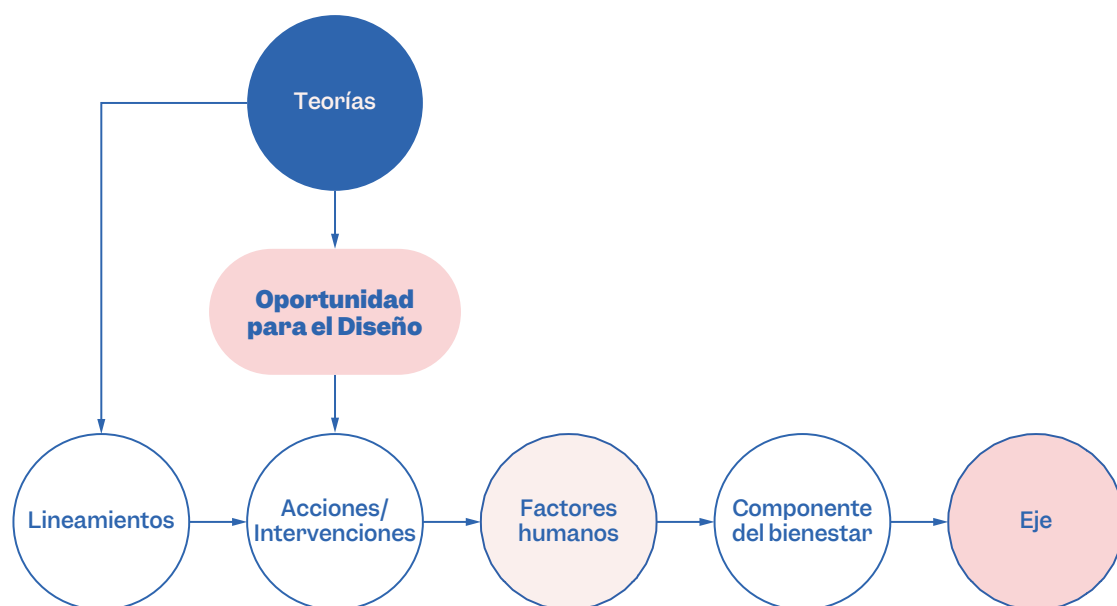 Teorías
Oportunidad
para el Diseño
Lineamientos
Acciones/
Intervenciones
Factores
humanos
Componente
del bienestar
Eje